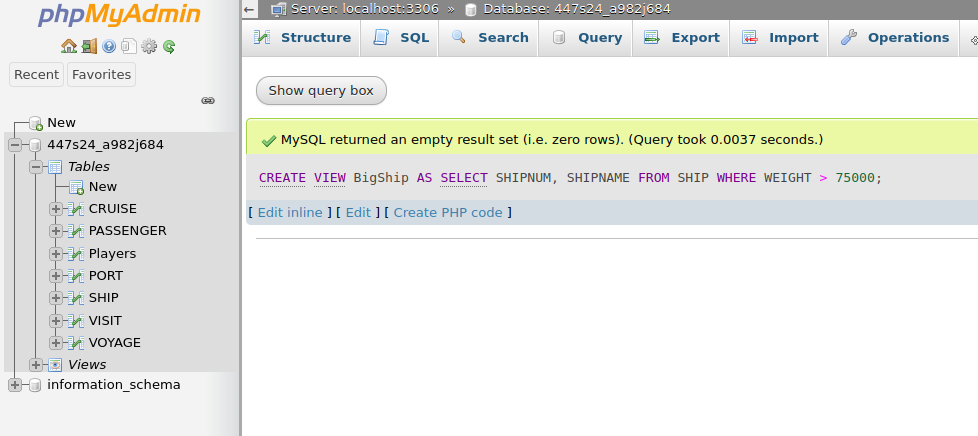 phpMyAdmin
Recent Favorites
New
447s24_a982j684
Tables
New
CRUISE
PASSENGER
Players
PORT
SHIP
VISIT
VOYAGE
Views
information_schema
← Server: localhost:3306 » Database: 447s24_a982j684
Structure SQL Search Query Export Import Operations
Show query box
MySQL returned an empty result set (i.e. zero rows). (Query took 0.0037 seconds.)
CREATE VIEW BigShip AS SELECT SHIPNUM, SHIPNAME FROM SHIP WHERE WEIGHT > 75000;
[ Edit inline ] [ Edit ] [ Create PHP code ]